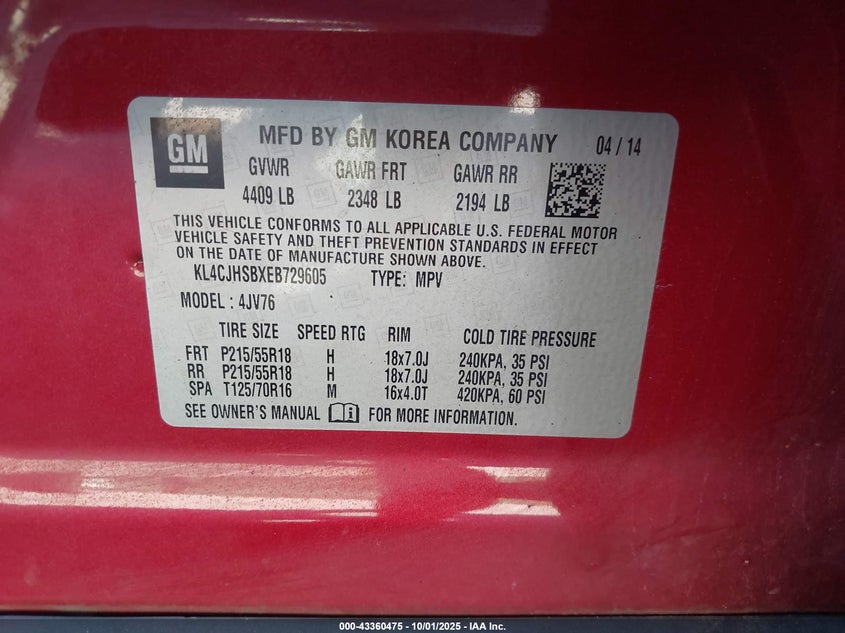 GM MFD BY GM KOREA COMPANY 04 / 14
GVWR GAWR FRT GAWR RR
4409 LB 2348 LB 2194 LB
THIS VEHICLE CONFORMS TO ALL APPLICABLE U.S. FEDERAL MOTOR
VEHICLE SAFETY AND THEFT PREVENTION STANDARDS IN EFFECT
ON THE DATE OF MANUFACTURE SHOWN ABOVE.
KL4CJHSBXEB729605 TYPE: MPV
MODEL : 4JV76
TIRE SIZE SPEED RTG RIM COLD TIRE PRESSURE
FRT P215/55R18 H 18x7.0J 240KPA, 35 PSI
RR P215/55R18 H 18x7.0J 240KPA, 35 PSI
SPA T125/70R16 M 16x4.0T 420KPA, 60 PSI
SEE OWNER'S MANUAL FOR MORE INFORMATION.
000-43360475 - 10/01/2025 - IAA Inc.